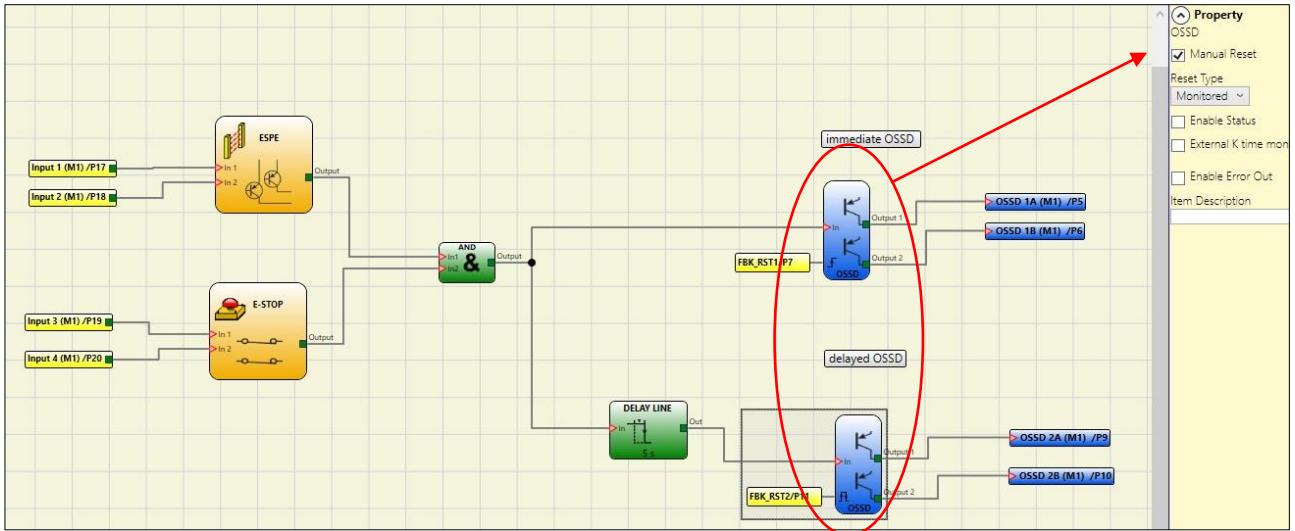 Property
OSSD
Manual Reset
Reset Type
Monitored
Enable Status
External K time mon
Enable Error Out
Item Description
ESPE
Input 1 (M1) /P17
In 1
Output
Input 2 (M1) /P18
In 2
immediate OSSD
OSSD 1A (M1) /P5
Output 1
In
OSSD 1B (M1) /P6
AND
In1
&
Output
In2
FBK_RST1/P7
Output 2
OSSD
E-STOP
Input 3 (M1) /P19
In 1
Output
Input 4 (M1) /P20
In 2
delayed OSSD
DELAY LINE
In
Out
5 s
OSSD 2A (M1) /P9
Output 1
In
OSSD 2B (M1) /P10
FBK_RST2/P11
Output 2
OSSD